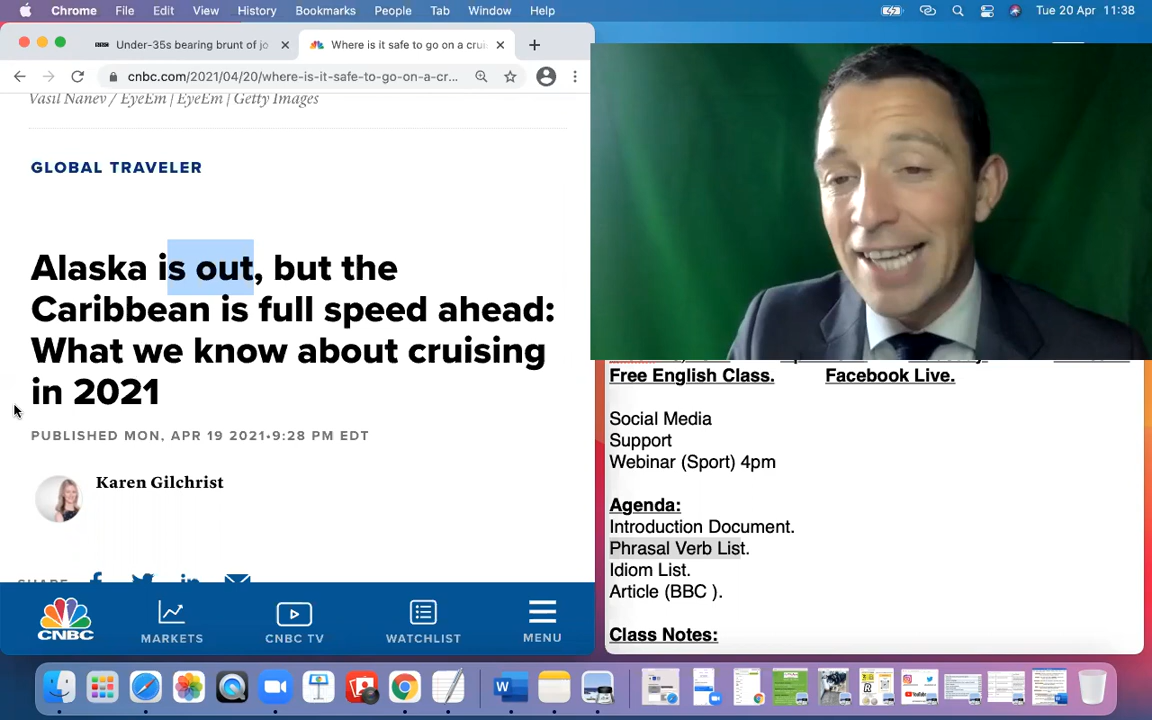 Chrome File Edit View History Bookmarks People Tab Window Help Tue 20 Apr 11:38
Under-35s bearing brunt of jo Where is it safe to go on a crui
cnbc.com/2021/04/20/where-is-it-safe-to-go-on-a-cr...
Vasil Nanev / EyeEm | EyeEm | Getty Images
GLOBAL TRAVELER
Alaska is out, but the
Caribbean is full speed ahead:
What we know about cruising
in 2021
PUBLISHED MON, APR 19 2021•9:28 PM EDT
Karen Gilchrist
SHARE
CNBC
MARKETS CNBC TV WATCHLIST MENU
Free English Class. Facebook Live.
Social Media
Support
Webinar (Sport) 4pm
Agenda:
Introduction Document.
Phrasal Verb List.
Idiom List.
Article (BBC ).
Class Notes: